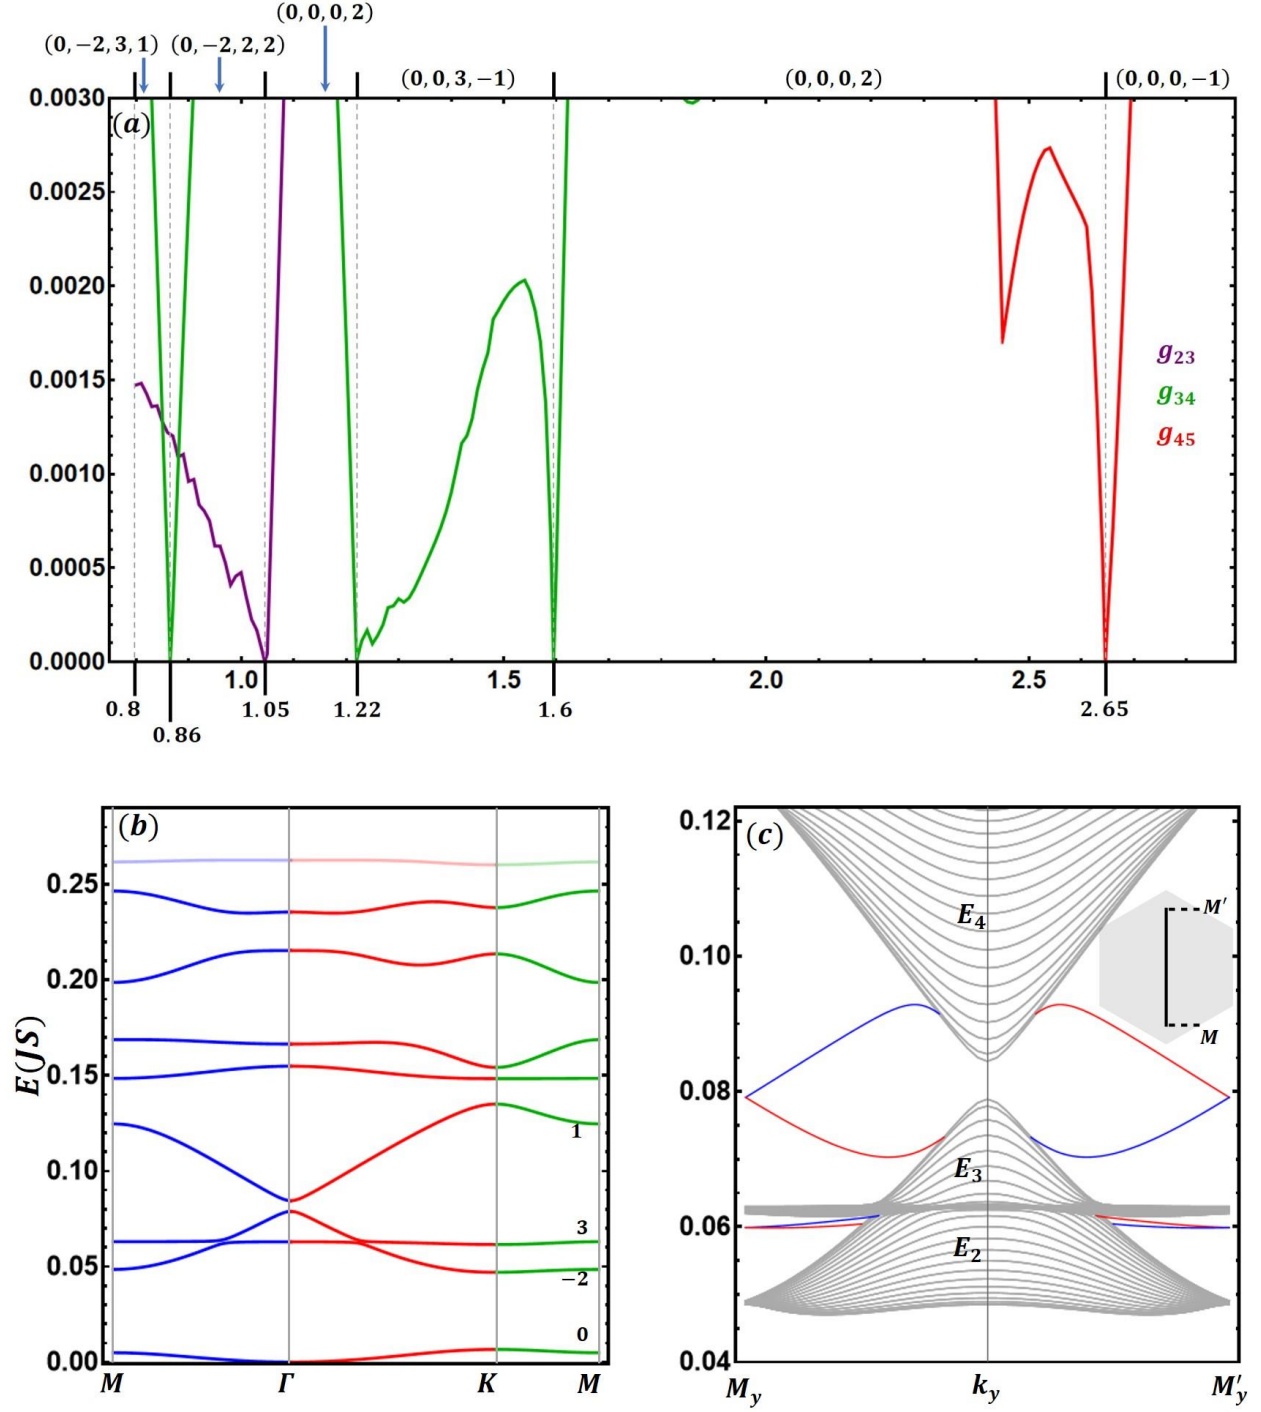 (0, 0, 0, 2)
(0, −2, 3, 1) (0, −2, 2, 2)
(0, 0, 3, −1) (0, 0, 0, 2) (0, 0, 0, −1)
0.0030
(a)
0.0025
0.0020
0.0015
0.0010
0.0005
0.0000
g23
g34
g45
1.0 1.5 2.0 2.5
0.8 1.05 1.22 1.6 2.65
0.86
(b)
E(JS)
0.25
0.20
0.15
0.10
0.05
0.00
1
3
−2
0
M Γ K M
(c)
0.12
0.10
0.08
0.06
0.04
E4
E3
E2
M′
M
My ky M′y